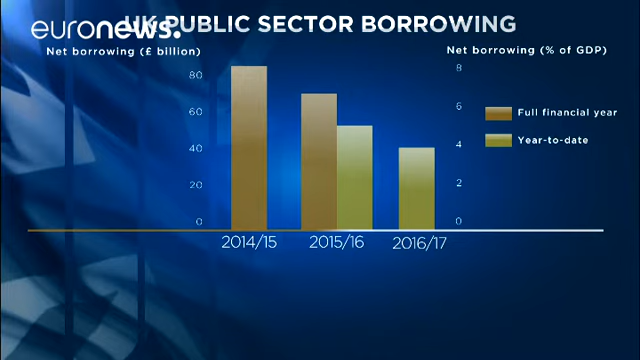 euronews.
UK PUBLIC SECTOR BORROWING
Net borrowing (£ billion)
Net borrowing (% of GDP)
80
60
40
20
0
8
6
4
2
0
Full financial year
Year-to-date
2014/15
2015/16
2016/17